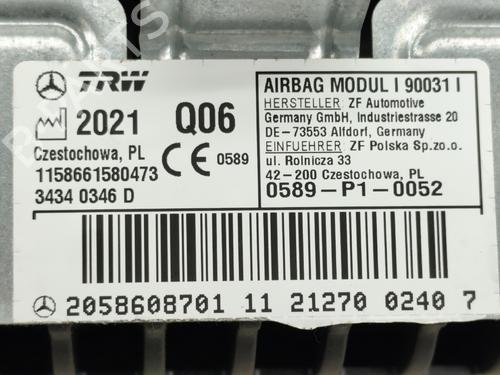 TRW
2021 Q06
Czestochowa, PL
1158661580473
3434 0346 D
0589
AIRBAG MODUL I 90031 I
HERSTELLER: ZF Automotive
Germany GmbH, Industriestrasse 20
DE-73553 Alfdorf, Germany
EINFUEHRER: ZF Polska Sp.zo.o.
ul. Rolnicza 33
42-200 Czestochowa, PL
0589-P1-0052
2058608701 11 21270 0240 7